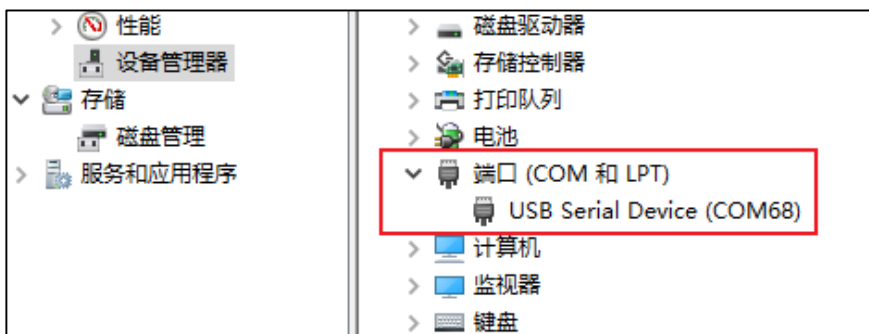 性能
设备管理器
存储
磁盘管理
服务和应用程序
磁盘驱动器
存储控制器
打印队列
电池
端口 (COM 和 LPT)
USB Serial Device (COM68)
计算机
监视器
键盘